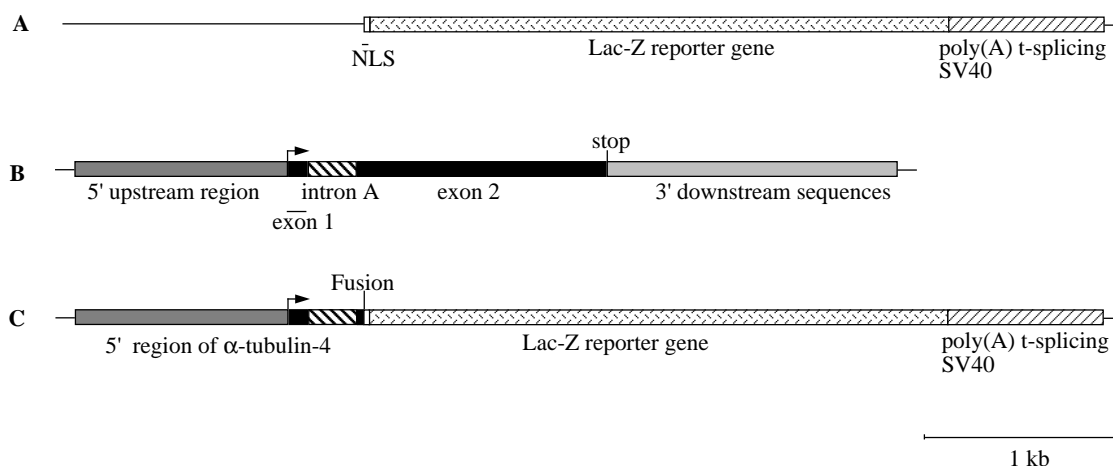 A
NLS
Lac-Z reporter gene
poly(A) t-splicing
SV40
B
stop
5' upstream region
intron A
exon 2
3' downstream sequences
exon 1
C
Fusion
5' region of α-tubulin-4
Lac-Z reporter gene
poly(A) t-splicing
SV40
1 kb